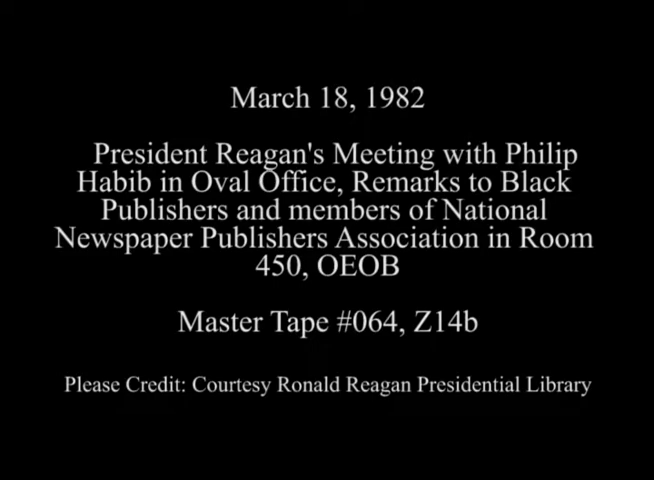 March 18, 1982
President Reagan's Meeting with Philip
Habib in Oval Office, Remarks to Black
Publishers and members of National
Newspaper Publishers Association in Room
450, OEOB
Master Tape #064, Z14b
Please Credit: Courtesy Ronald Reagan Presidential Library